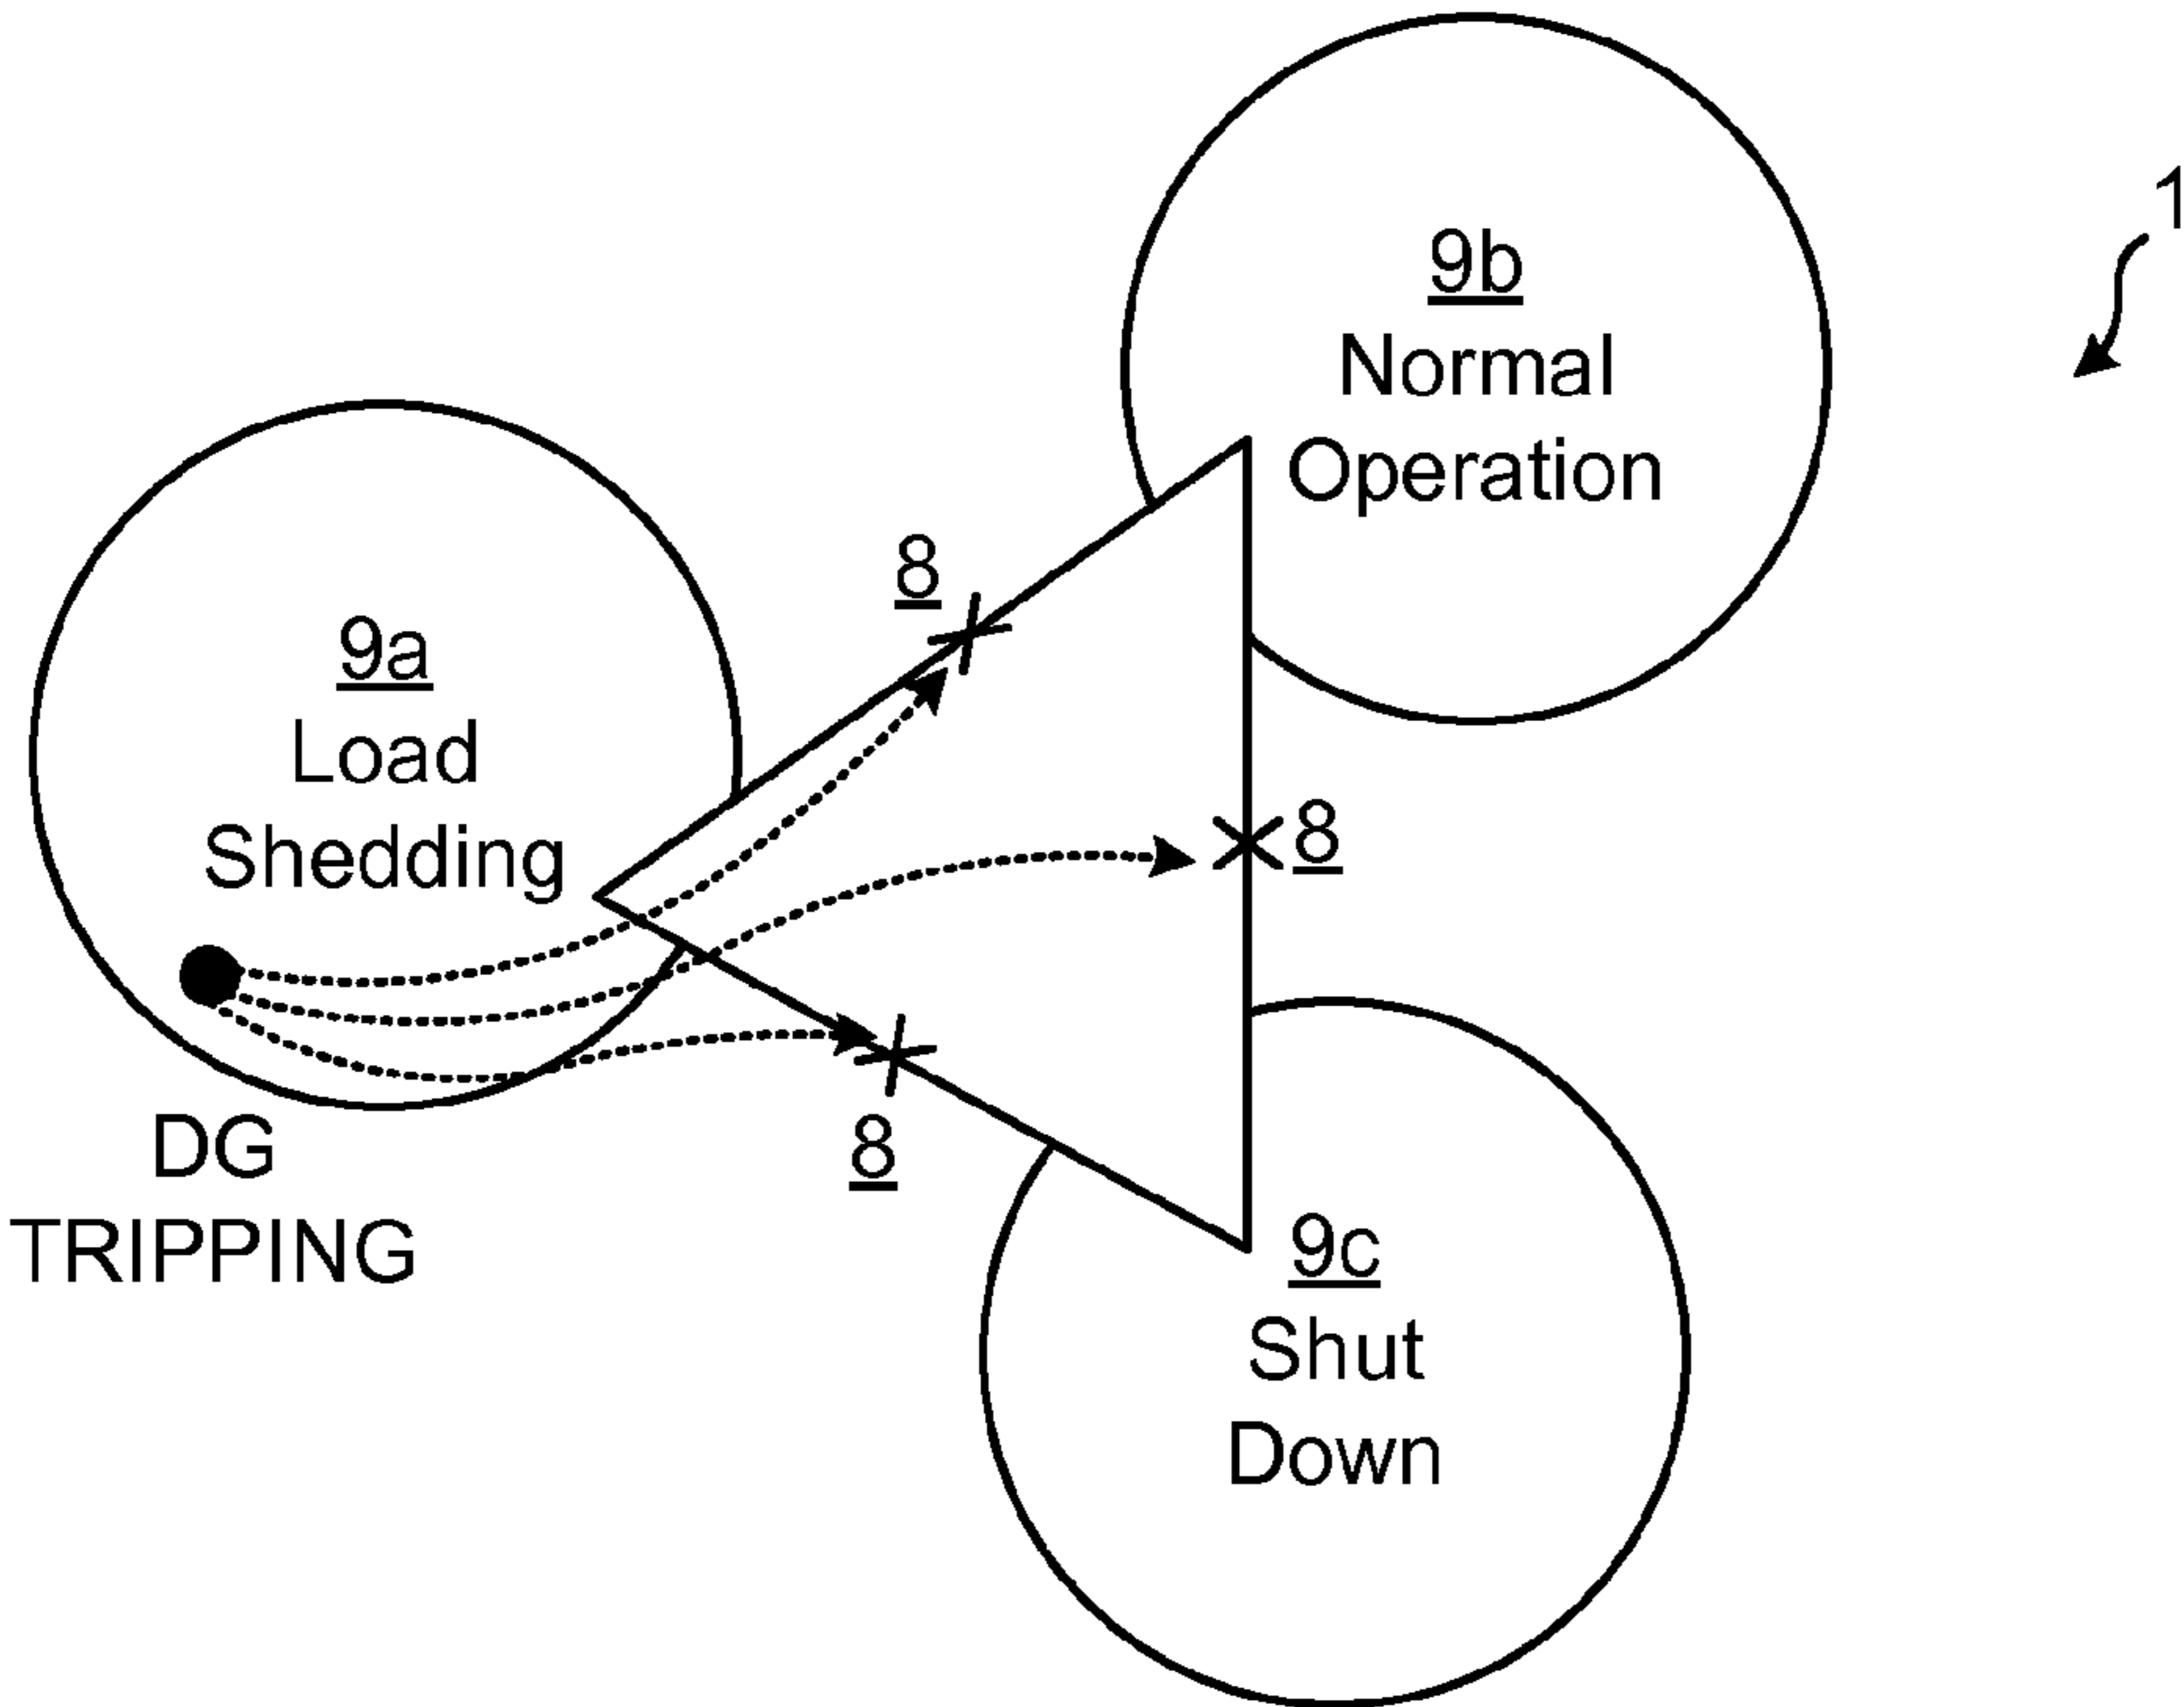 1
9b
Normal
Operation
8
9a
Load
Shedding
8
8
DG
TRIPPING
9c
Shut
Down